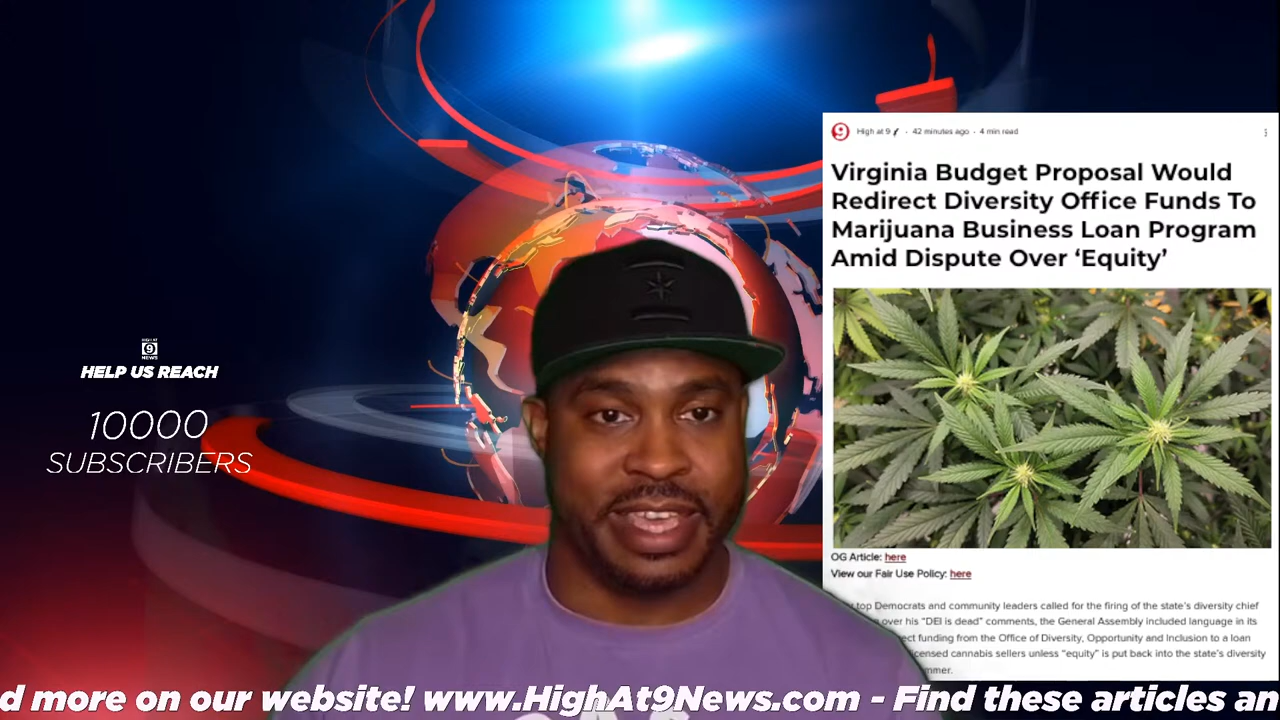 HIGH AT
9
NEWS
HELP US REACH
10000
SUBSCRIBERS
9
High at 9 · 42 minutes ago · 4 min read
Virginia Budget Proposal Would
Redirect Diversity Office Funds To
Marijuana Business Loan Program
Amid Dispute Over ‘Equity’
OG Article: here
View our Fair Use Policy: here
top Democrats and community leaders called for the firing of the state’s diversity chief
over his “DEI is dead” comments, the General Assembly included language in its
funding from the Office of Diversity, Opportunity and Inclusion to a loan
licensed cannabis sellers unless “equity” is put back into the state’s diversity
d more on our website! www.HighAt9News.com - Find these articles an